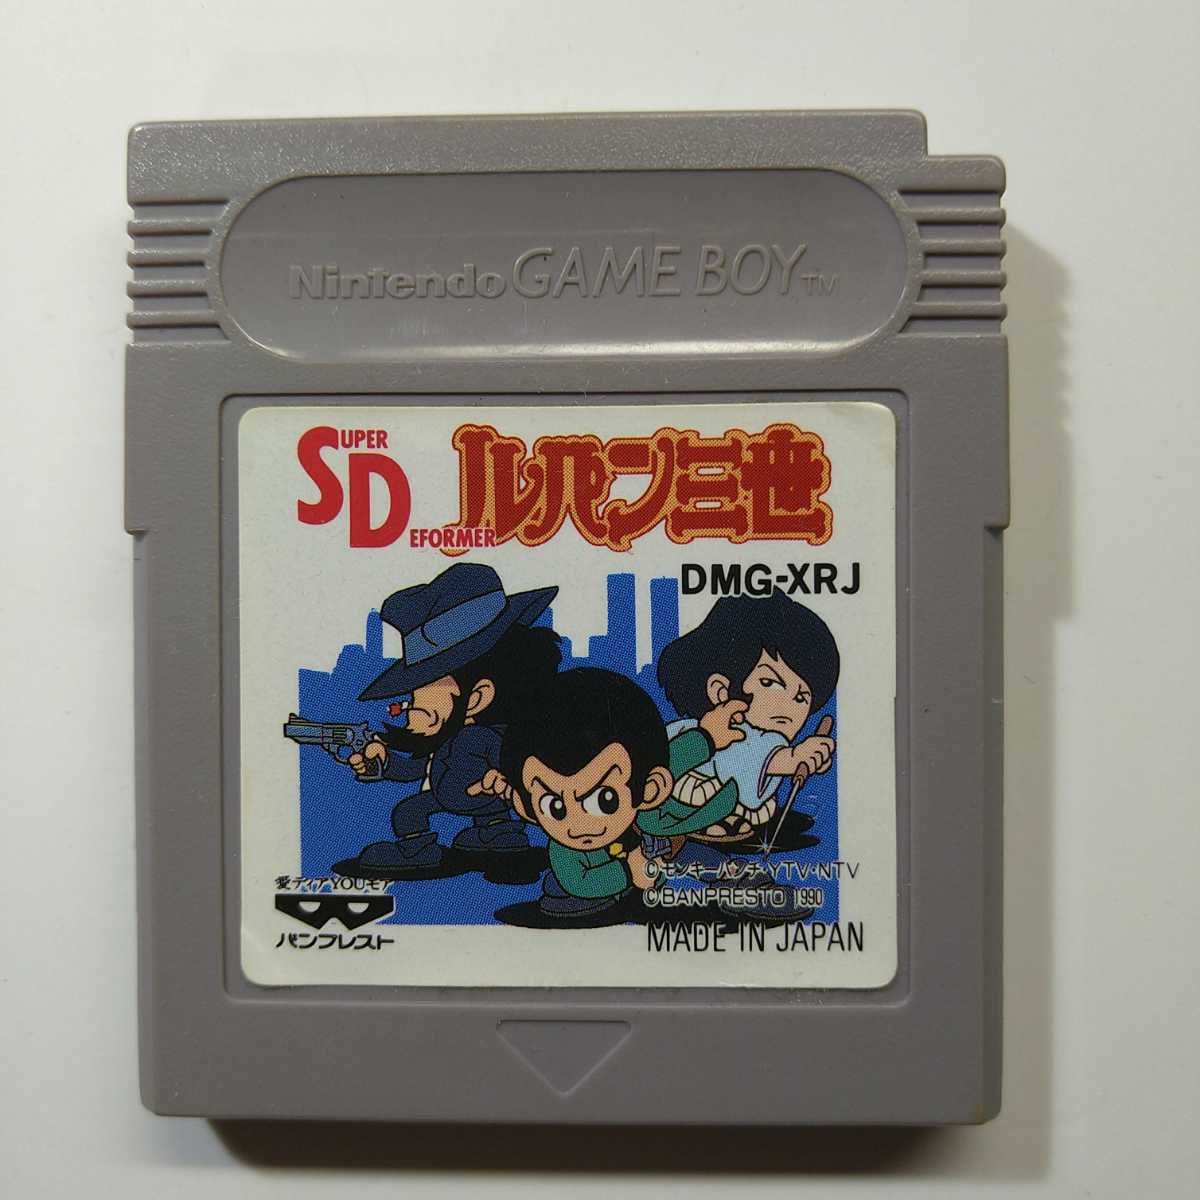 Nintendo GAME BOY TM
SUPER
DEFORMER
ルパン三世
DMG-XRJ
愛ディアYOUモア
バンプレスト
©モンキーパンチ・YTV・NTV
©BANPRESTO 1990
MADE IN JAPAN